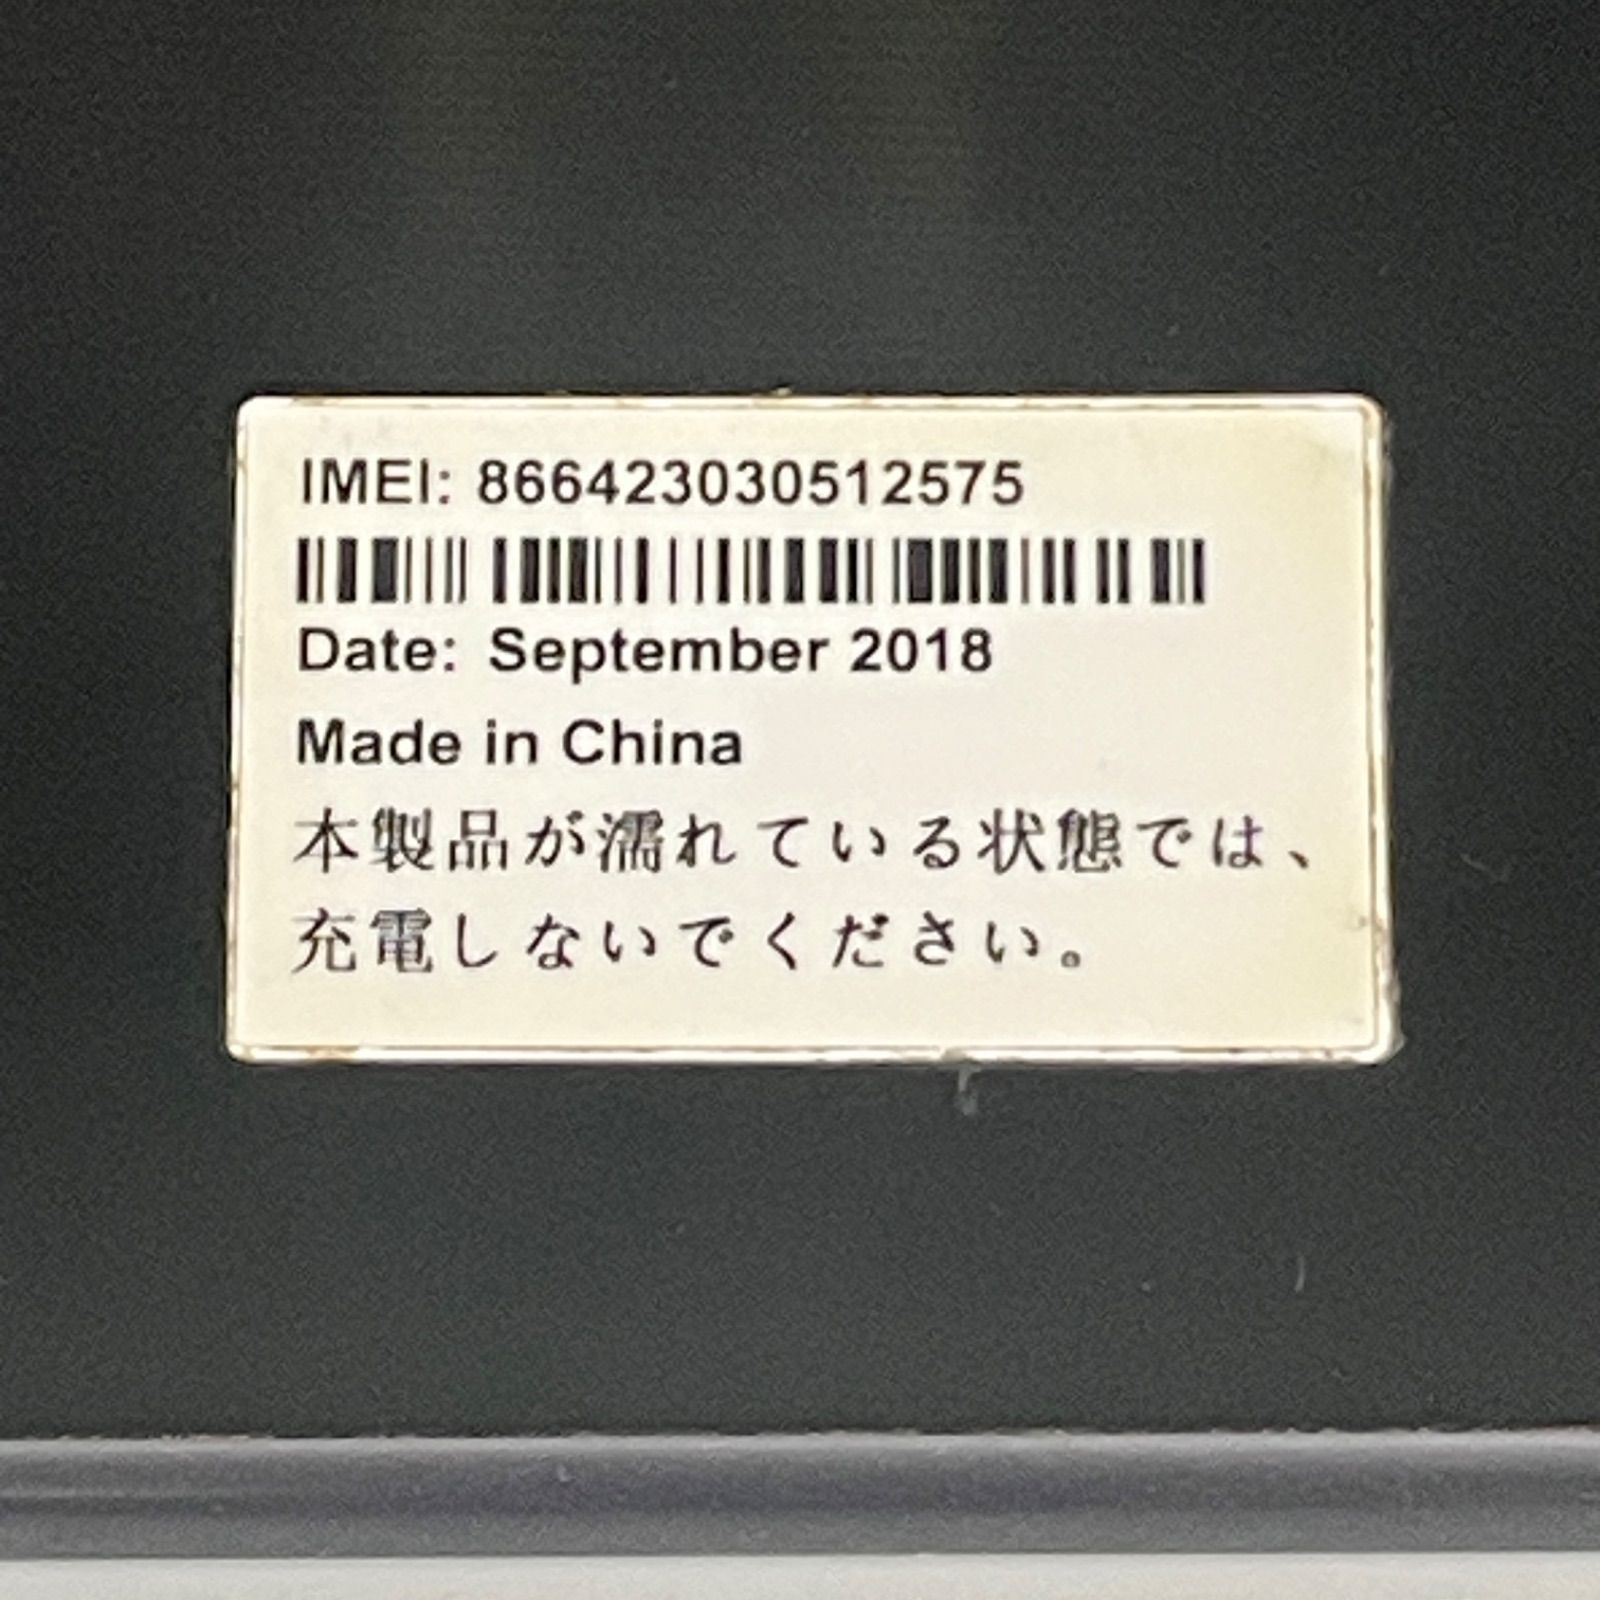 IMEI: 866423030512575
Date: September 2018
Made in China
本製品が濡れている状態では、
充電しないでください。